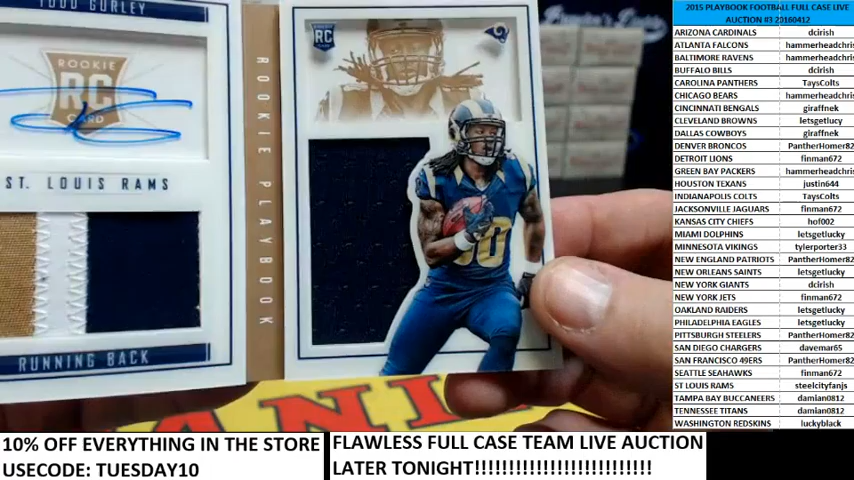 TODD GURLEY
ROOKIE
RC
CARD
ST. LOUIS RAMS
RUNNING BACK
ROOKIE PLAYBOOK
RC
30
PANINI
2015 PLAYBOOK FOOTBALL FULL CASE LIVE
AUCTION #3 20160412
ARIZONA CARDINALS dcirish
ATLANTA FALCONS hammerheadchris
BALTIMORE RAVENS hammerheadchris
BUFFALO BILLS dcirish
CAROLINA PANTHERS TaysColts
CHICAGO BEARS hammerheadchris
CINCINNATI BENGALS giraffnek
CLEVELAND BROWNS letsgetlucy
DALLAS COWBOYS giraffnek
DENVER BRONCOS PantherHomer82
DETROIT LIONS finman672
GREEN BAY PACKERS hammerheadchris
HOUSTON TEXANS justin644
INDIANAPOLIS COLTS TaysColts
JACKSONVILLE JAGUARS finman672
KANSAS CITY CHIEFS hof002
MIAMI DOLPHINS letsgetlucky
MINNESOTA VIKINGS tylerporter33
NEW ENGLAND PATRIOTS PantherHomer82
NEW ORLEANS SAINTS letsgetlucky
NEW YORK GIANTS dcirish
NEW YORK JETS finman672
OAKLAND RAIDERS letsgetlucky
PHILADELPHIA EAGLES letsgetlucky
PITTSBURGH STEELERS PantherHomer82
SAN DIEGO CHARGERS davemar65
SAN FRANCISCO 49ERS PantherHomer82
SEATTLE SEAHAWKS finman672
ST LOUIS RAMS steelcityfanjs
TAMPA BAY BUCCANEERS damian0812
TENNESSEE TITANS damian0812
WASHINGTON REDSKINS luckyblack
10% OFF EVERYTHING IN THE STORE
USECODE: TUESDAY10
FLAWLESS FULL CASE TEAM LIVE AUCTION
LATER TONIGHT!!!!!!!!!!!!!!!!!!!!!!!!!!!